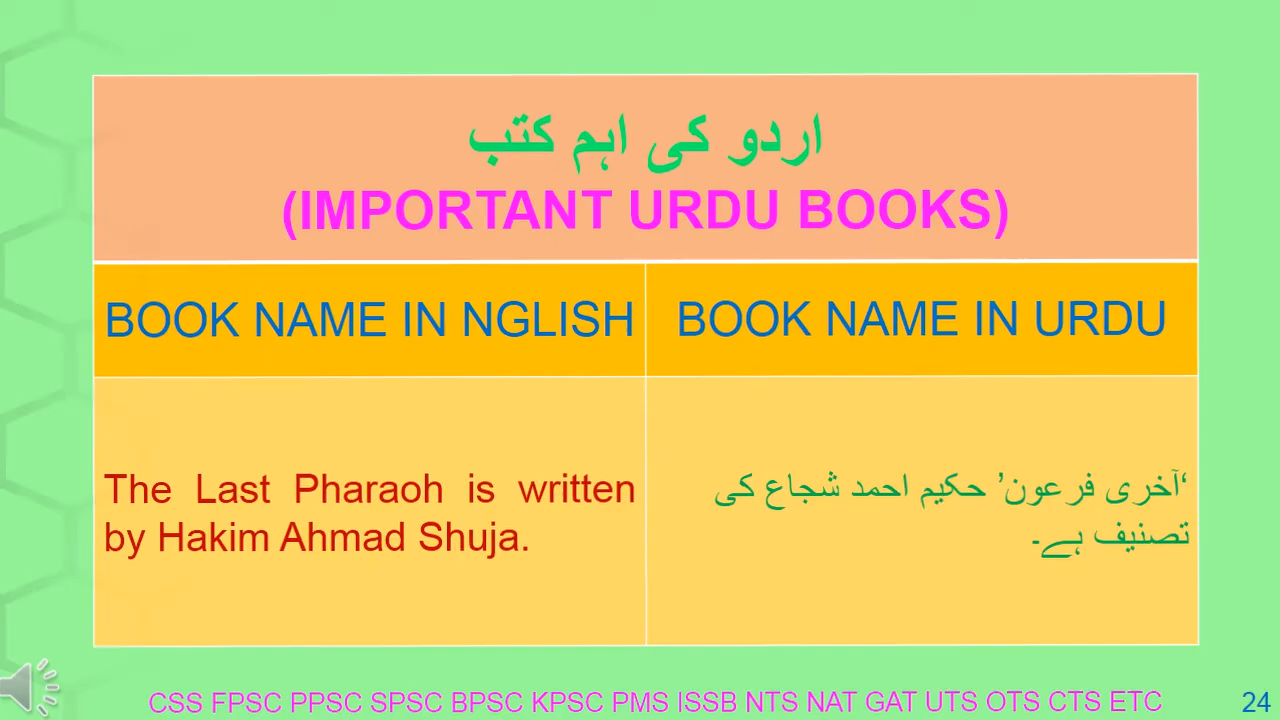 اردو کی اہم کتب
(IMPORTANT URDU BOOKS)
BOOK NAME IN NGLISH
BOOK NAME IN URDU
The Last Pharaoh is written
by Hakim Ahmad Shuja.
‘آخری فرعون’ حکیم احمد شجاع کی
تصنیف ہے۔
CSS FPSC PPSC SPSC BPSC KPSC PMS ISSB NTS NAT GAT UTS OTS CTS ETC
24